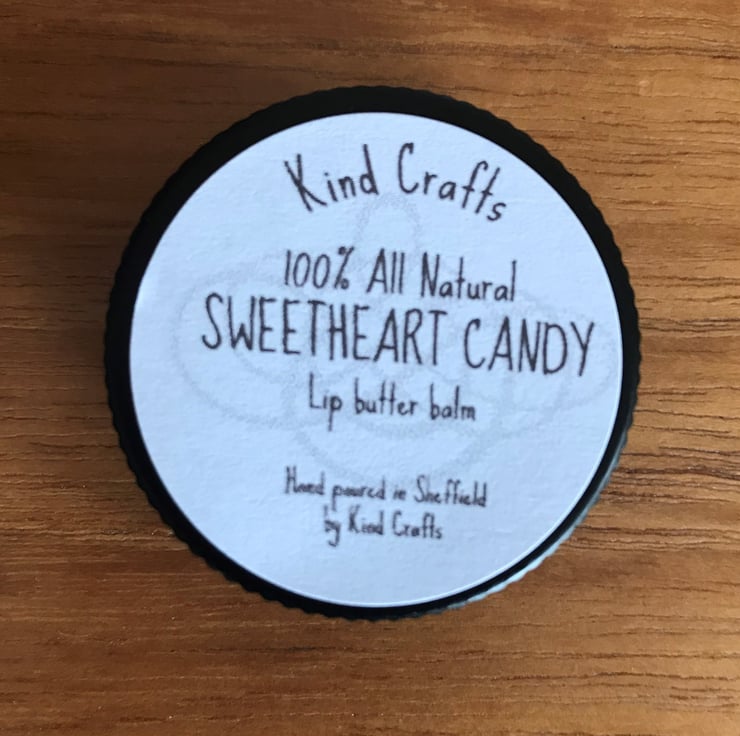 Kind Crafts
100% All Natural
SWEETHEART CANDY
Lip butter balm
Hand poured in Sheffield
by Kind Crafts